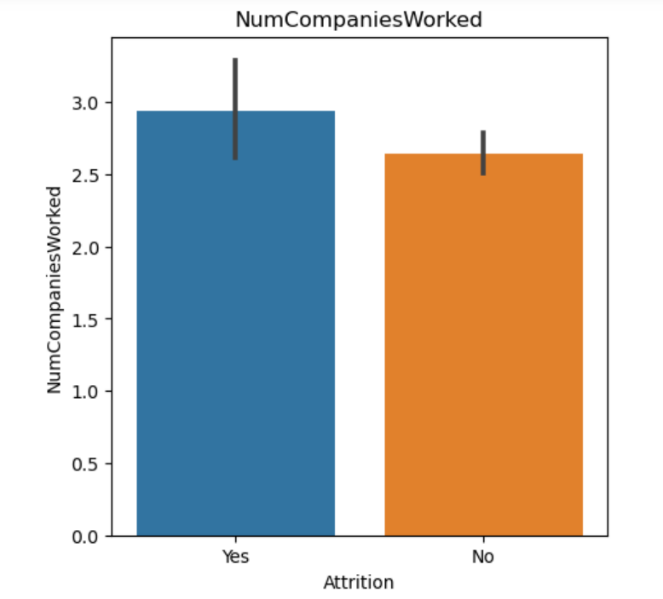 NumCompaniesWorked
NumCompaniesWorked
3.0
2.5
2.0
1.5
1.0
0.5
0.0
Yes
No
Attrition